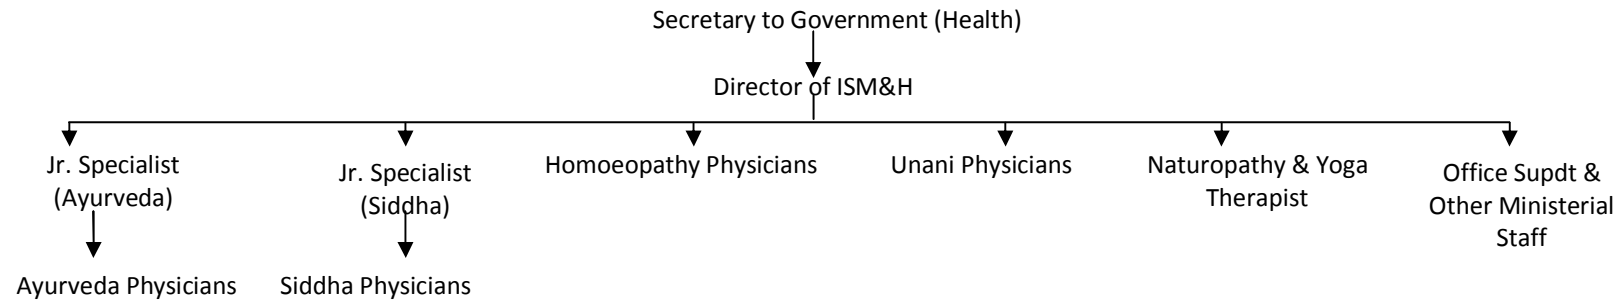 Secretary to Government (Health)
Director of ISM&H
Jr. Specialist
(Ayurveda)
Jr. Specialist
(Siddha)
Homoeopathy Physicians
Unani Physicians
Naturopathy & Yoga
Therapist
Office Supdt &
Other Ministerial
Staff
Ayurveda Physicians
Siddha Physicians